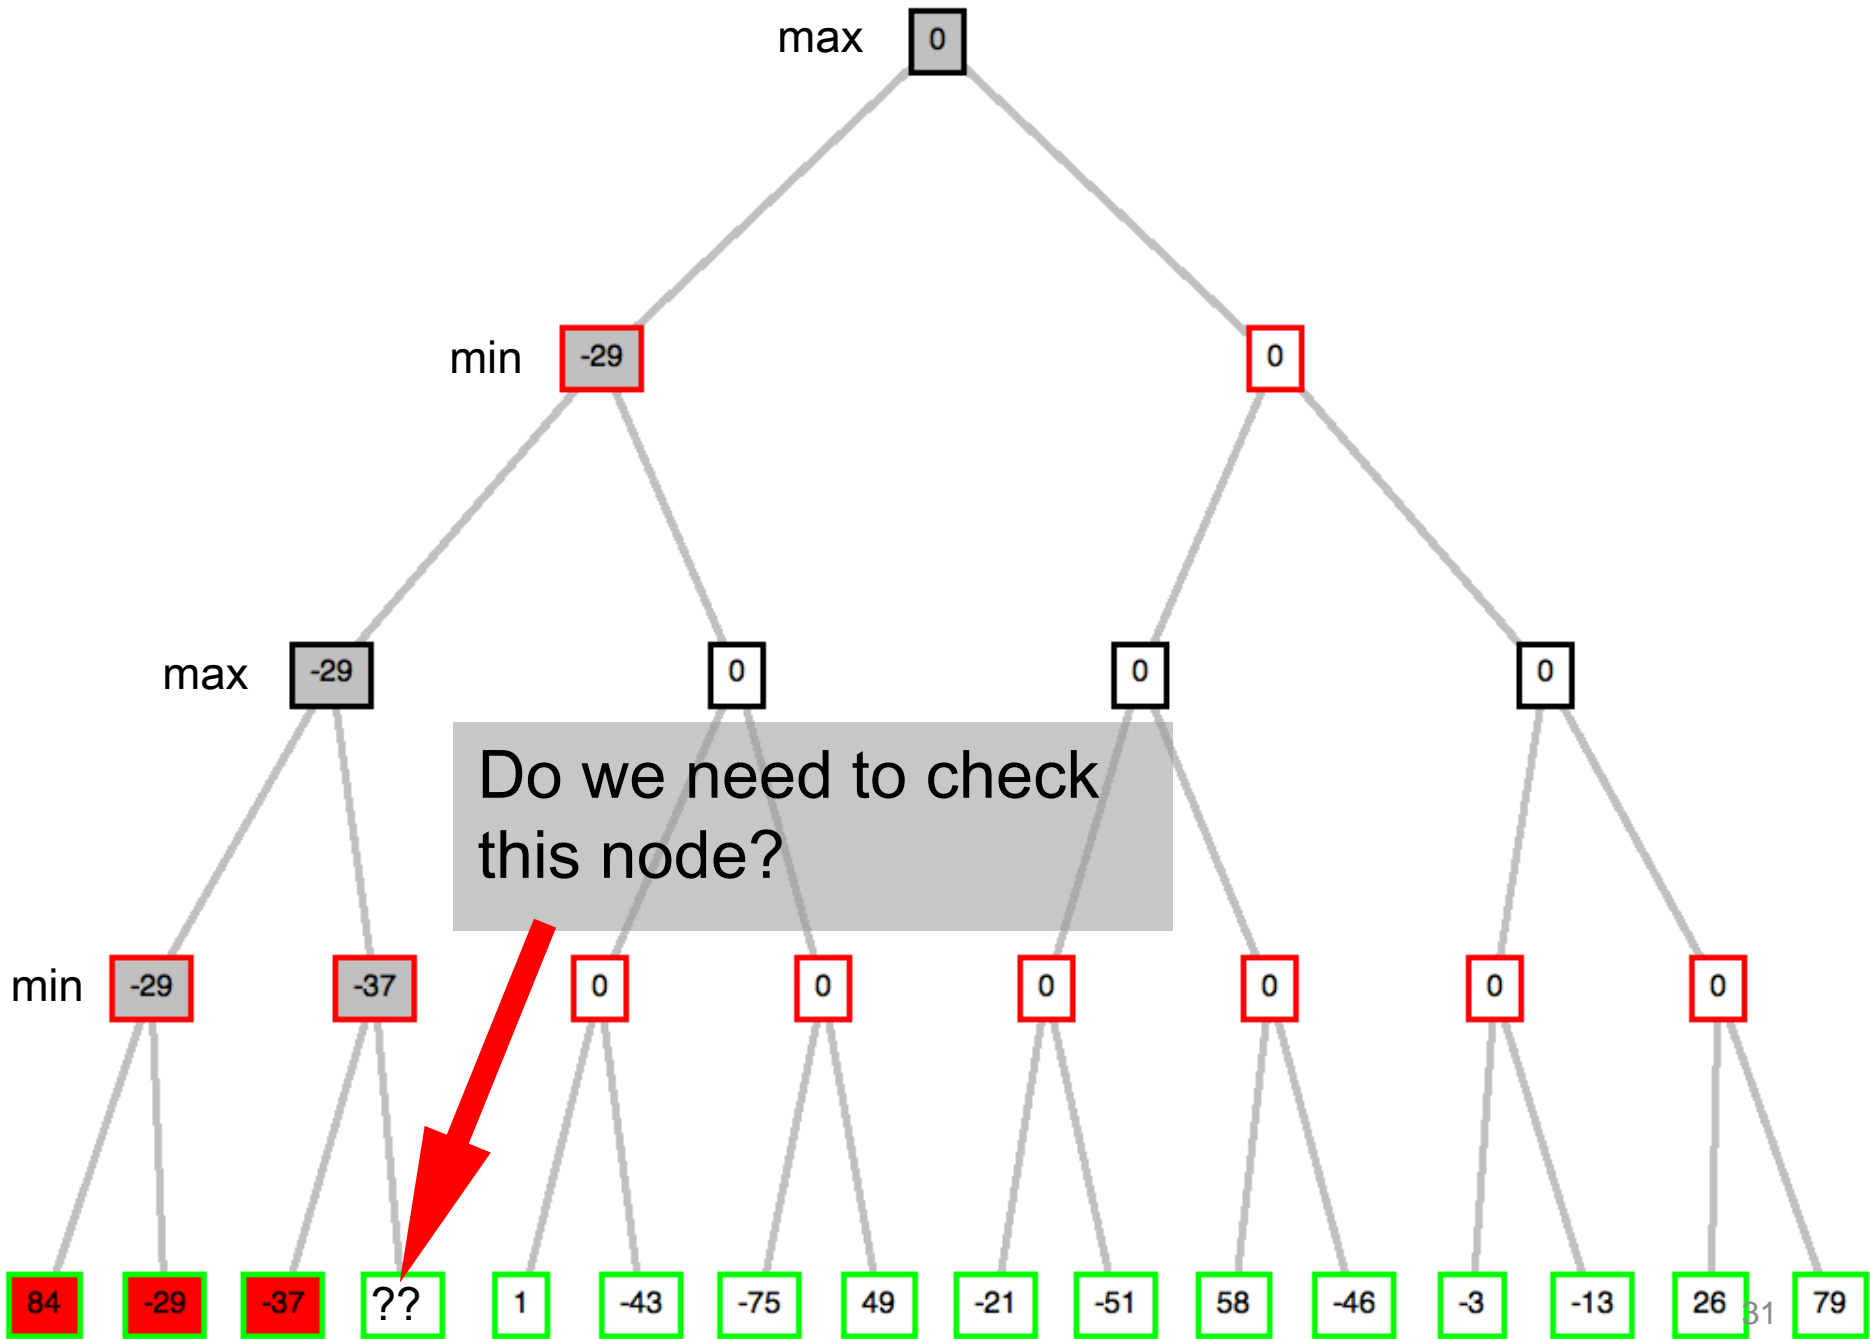 max 0
min -29 0
max -29 0 0 0
Do we need to check
this node?
min -29 -37 0 0 0 0 0 0
84 -29 -37 ?? 1 -43 -75 49 -21 -51 58 -46 -3 -13 26 31 79